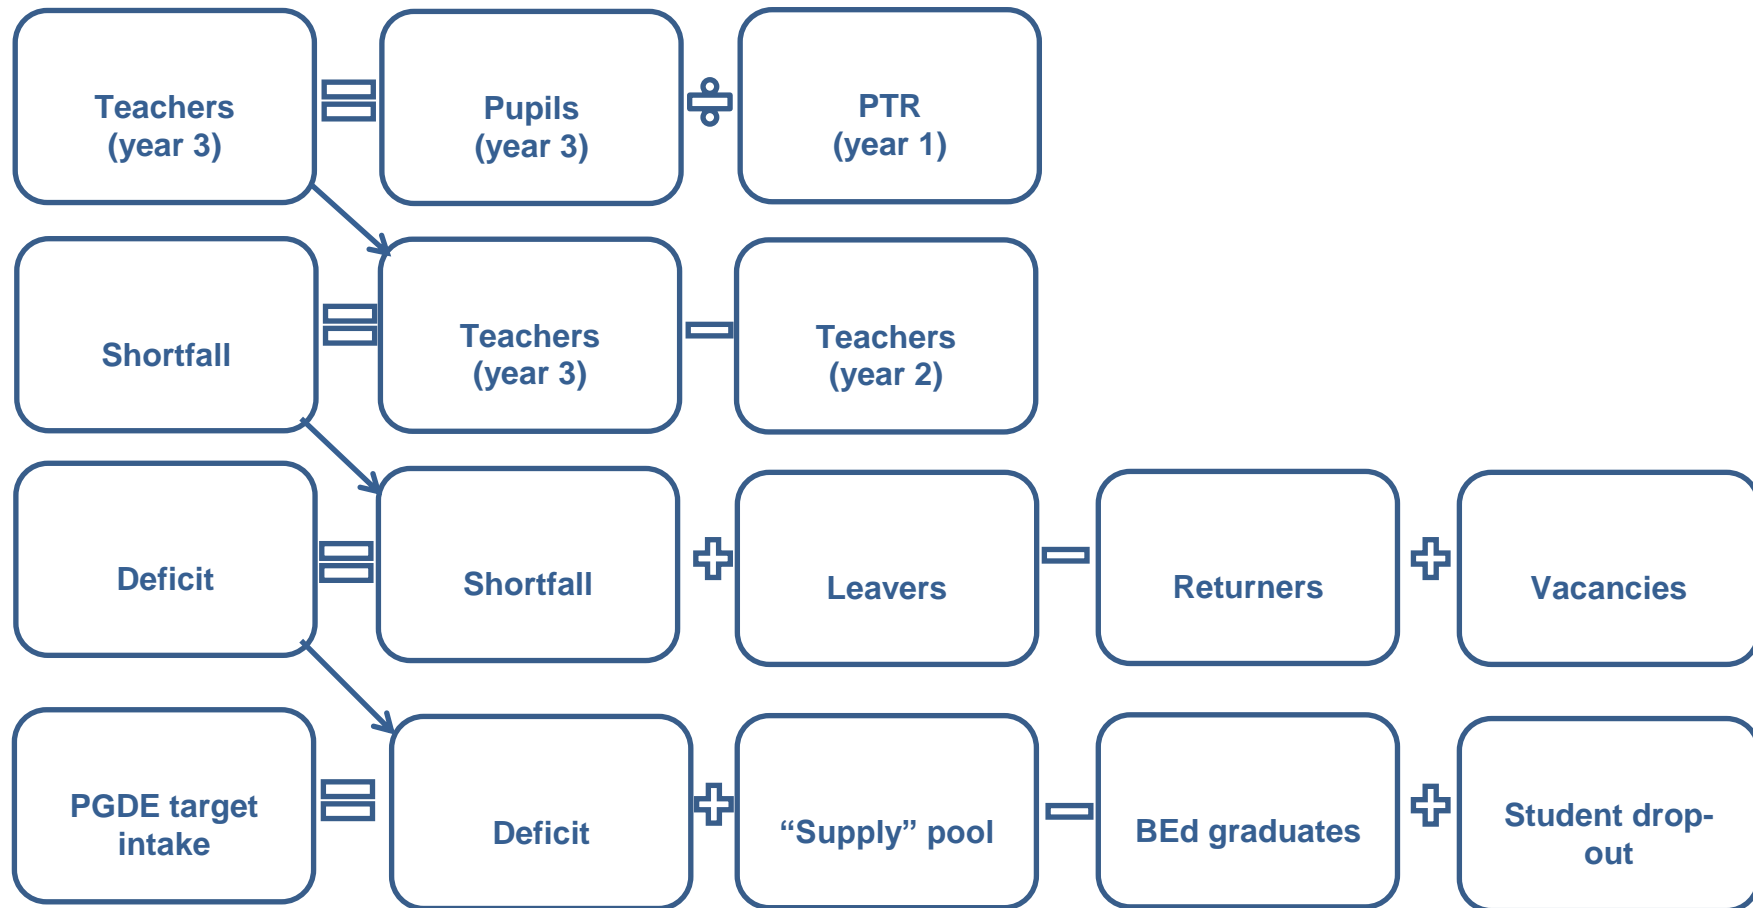 Teachers
(year 3)
Pupils
(year 3)
PTR
(year 1)
Shortfall
Teachers
(year 3)
Teachers
(year 2)
Deficit
Shortfall
Leavers
Returners
Vacancies
PGDE target
intake
Deficit
“Supply” pool
BEd graduates
Student drop-
out